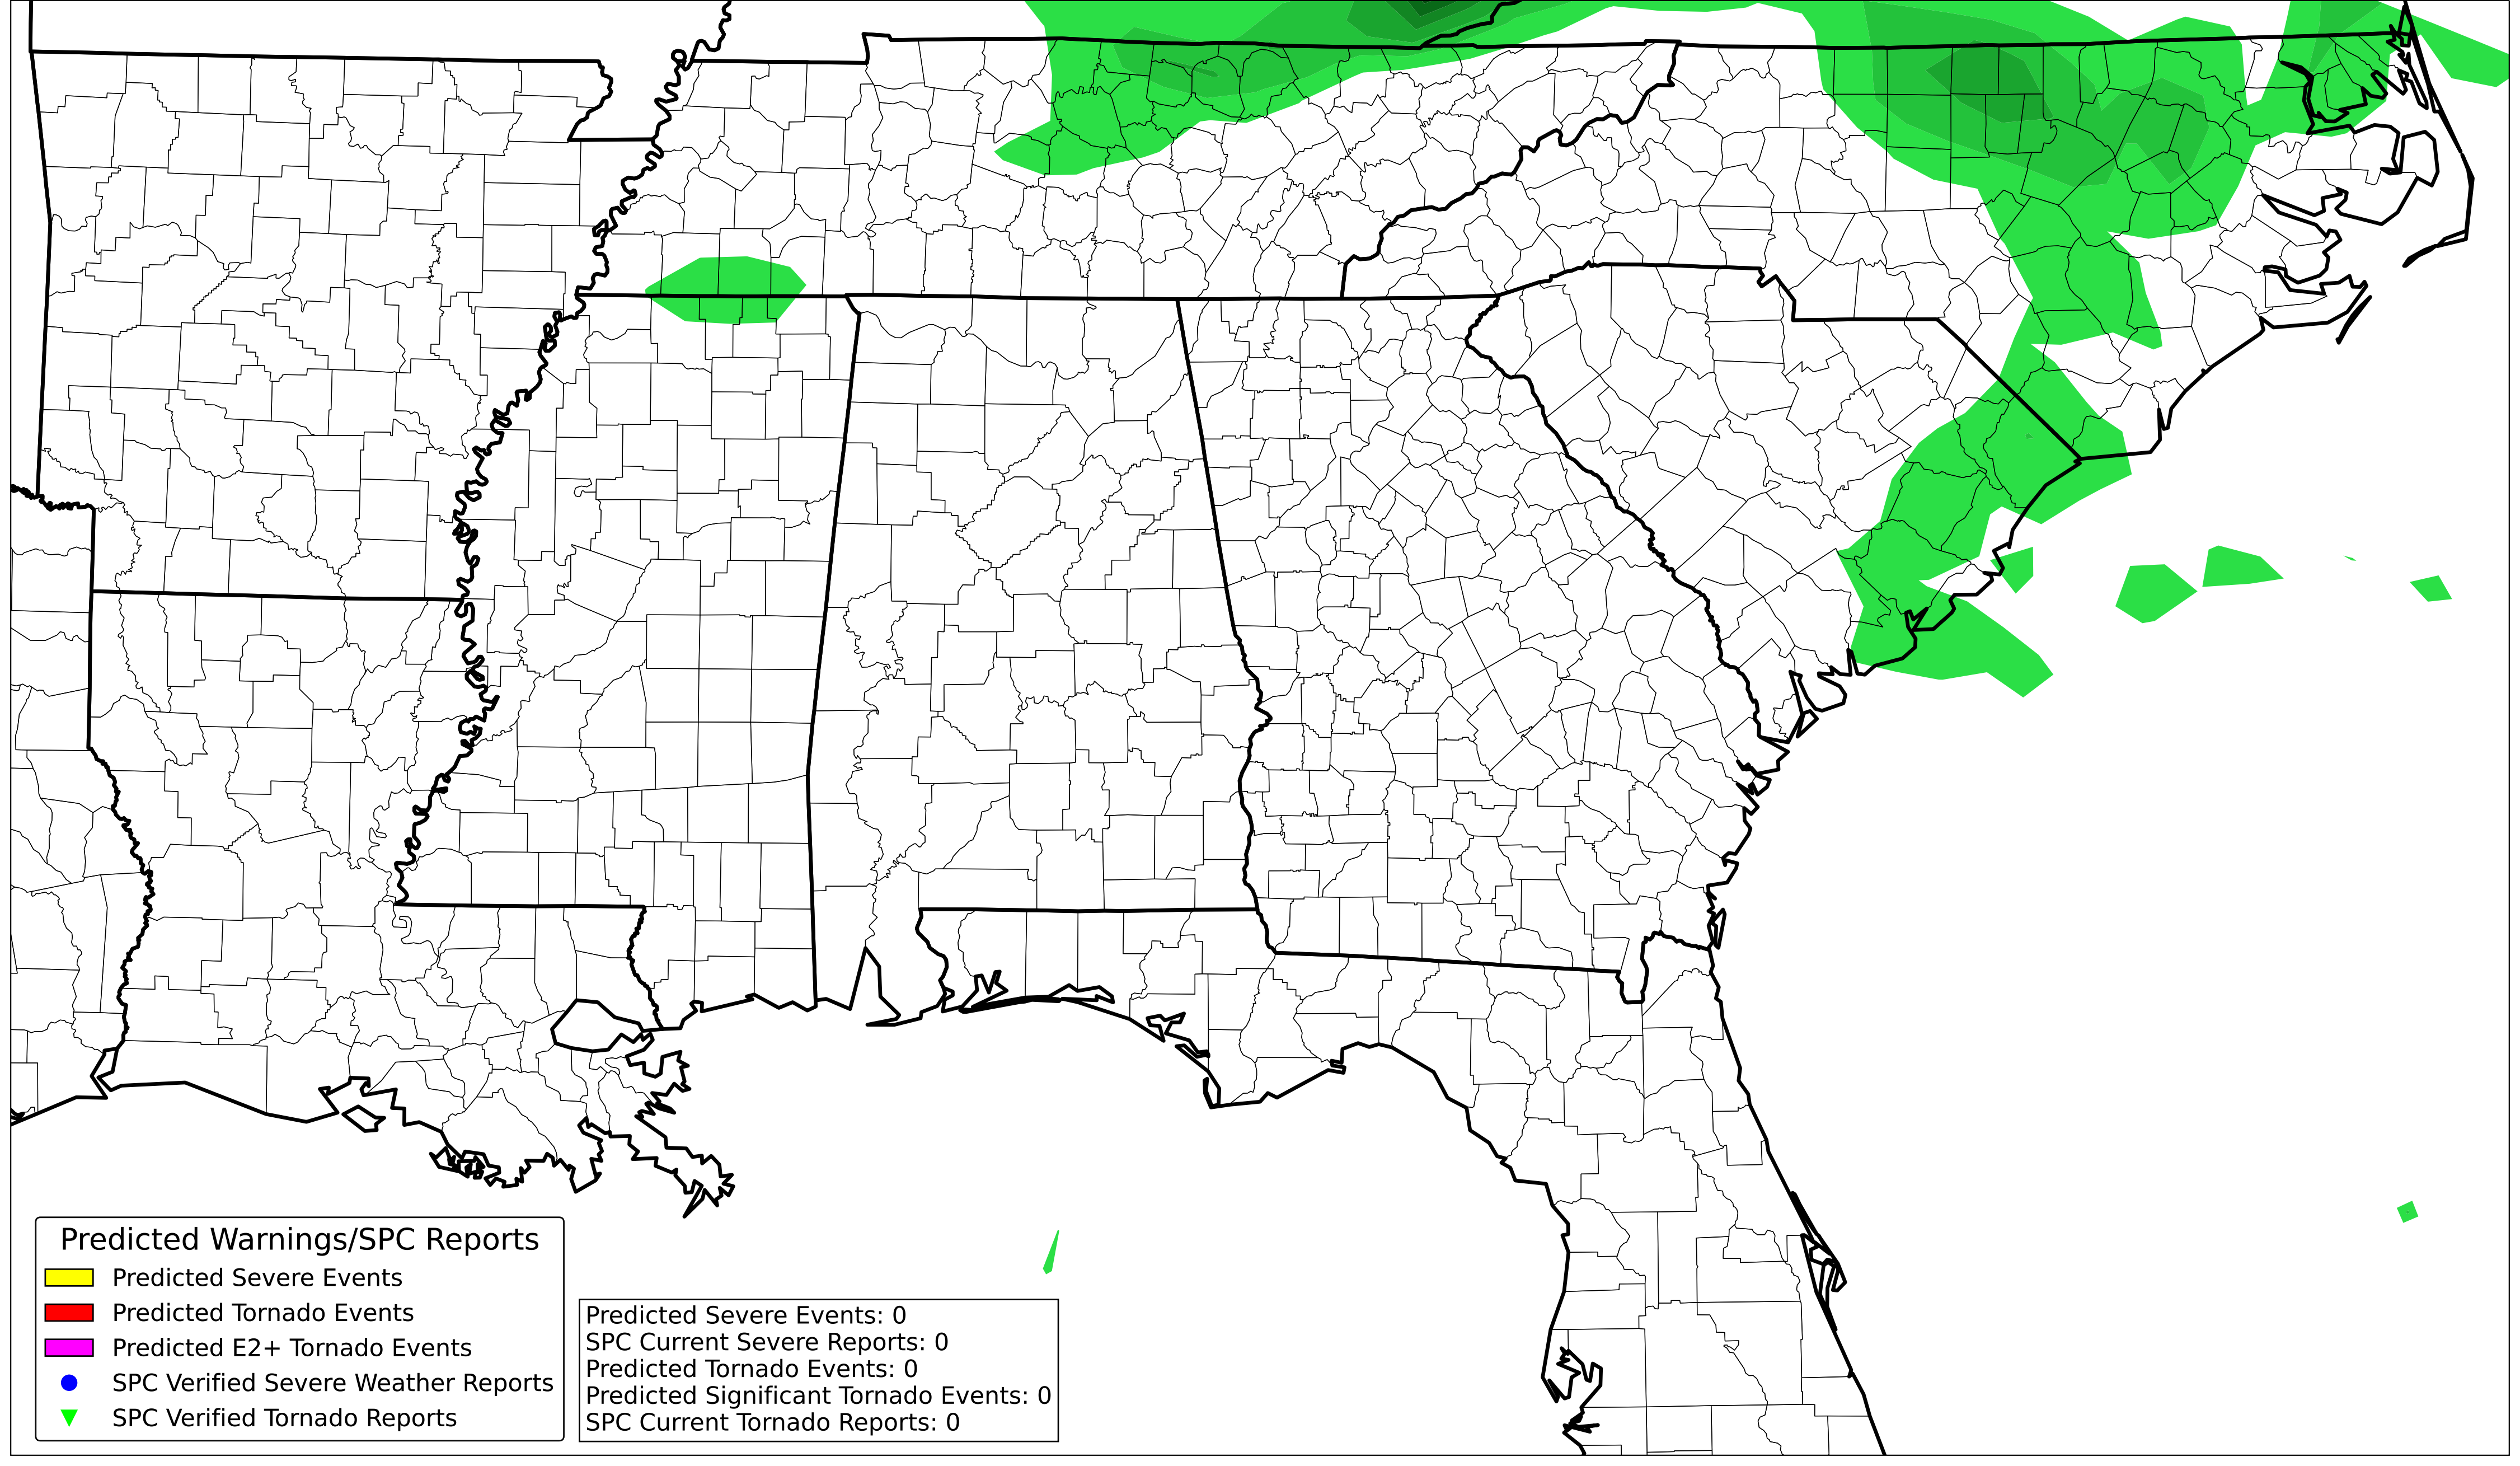 Predicted Warnings/SPC Reports
Predicted Severe Events
Predicted Tornado Events
Predicted E2+ Tornado Events
SPC Verified Severe Weather Reports
SPC Verified Tornado Reports
Predicted Severe Events: 0
SPC Current Severe Reports: 0
Predicted Tornado Events: 0
Predicted Significant Tornado Events: 0
SPC Current Tornado Reports: 0